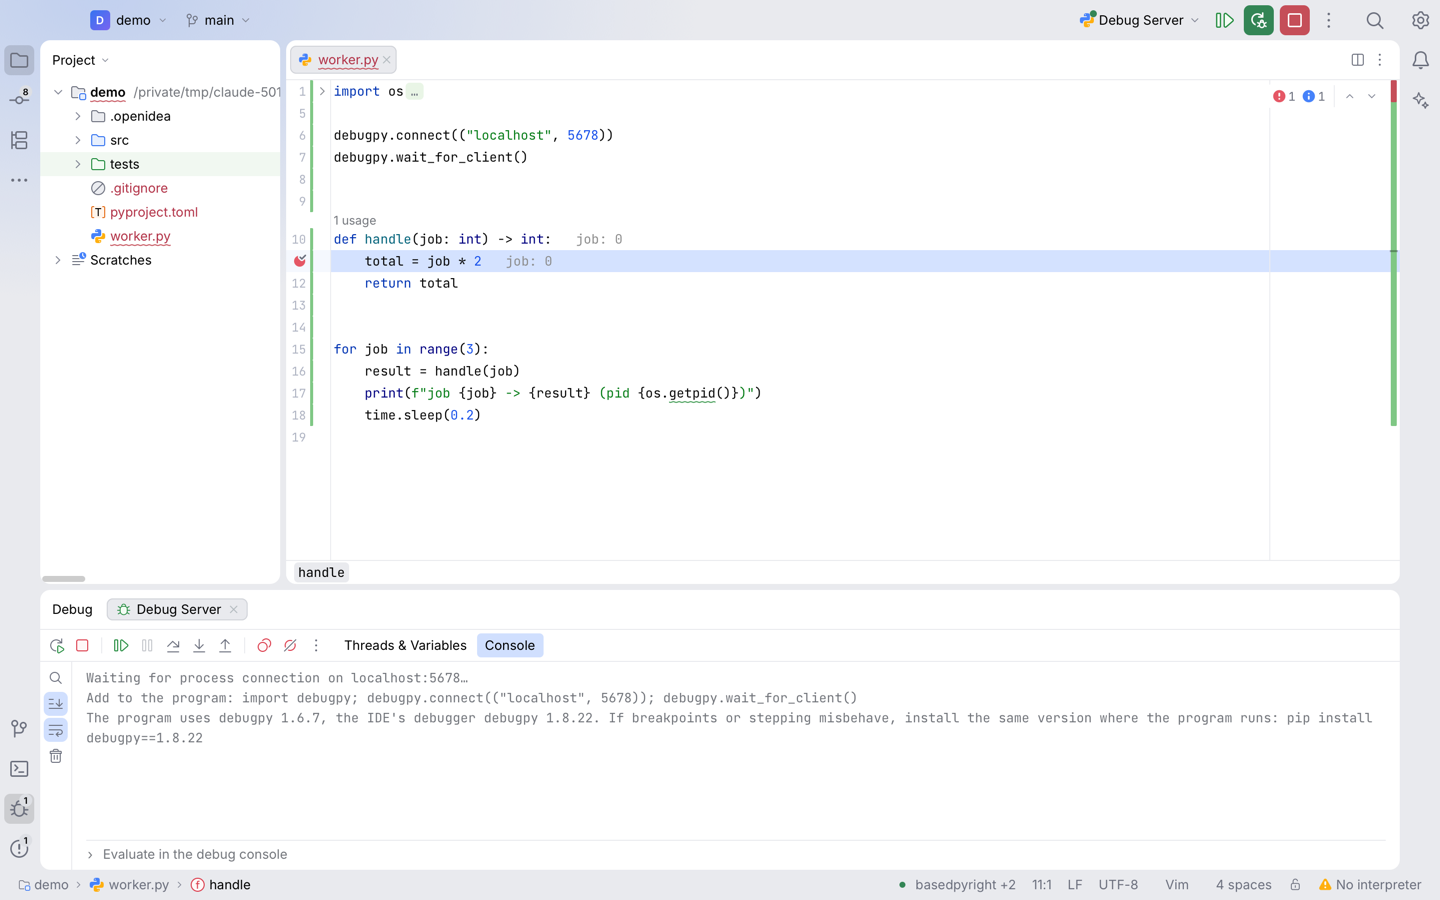 D demo
main
Debug Server
Project
worker.py
demo /private/tmp/claude-501
.openidea
src
tests
.gitignore
pyproject.toml
worker.py
Scratches
8
1 import os…
5
6 debugpy.connect(("localhost", 5678))
7 debugpy.wait_for_client()
8
9
1 usage
10 def handle(job: int) -> int: job: 0
total = job * 2 job: 0
12 return total
13
14
15 for job in range(3):
16 result = handle(job)
17 print(f"job {job} -> {result} (pid {os.getpid()})")
18 time.sleep(0.2)
19
1 1
handle
Debug
Debug Server
Threads & Variables
Console
Waiting for process connection on localhost:5678…
Add to the program: import debugpy; debugpy.connect(("localhost", 5678)); debugpy.wait_for_client()
The program uses debugpy 1.6.7, the IDE's debugger debugpy 1.8.22. If breakpoints or stepping misbehave, install the same version where the program runs: pip install
debugpy==1.8.22
1
1
Evaluate in the debug console
demo › worker.py › f handle
basedpyright +2 11:1 LF UTF-8 Vim 4 spaces No interpreter